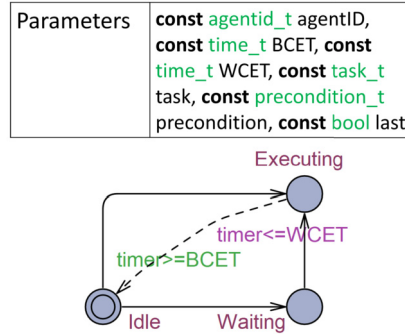 Parameters
const agentid_t agentID,
const time_t BCET, const
time_t WCET, const task_t
task, const precondition_t
precondition, const bool last
Executing
timer<=WCET
timer>=BCET
Idle
Waiting